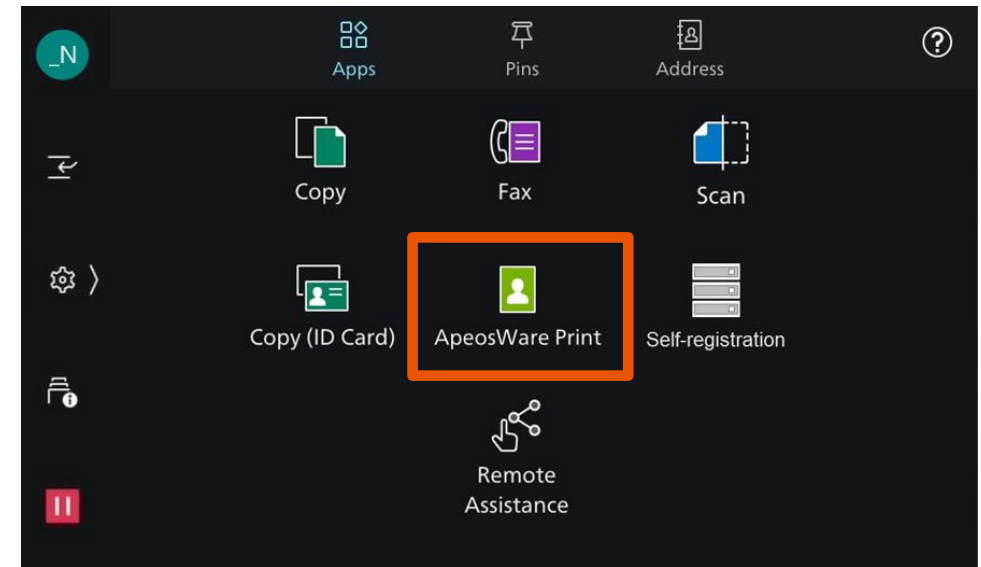 _N
Apps
Pins
Address
?
Copy
Fax
Scan
Copy (ID Card)
ApeosWare Print
Self-registration
Remote
Assistance